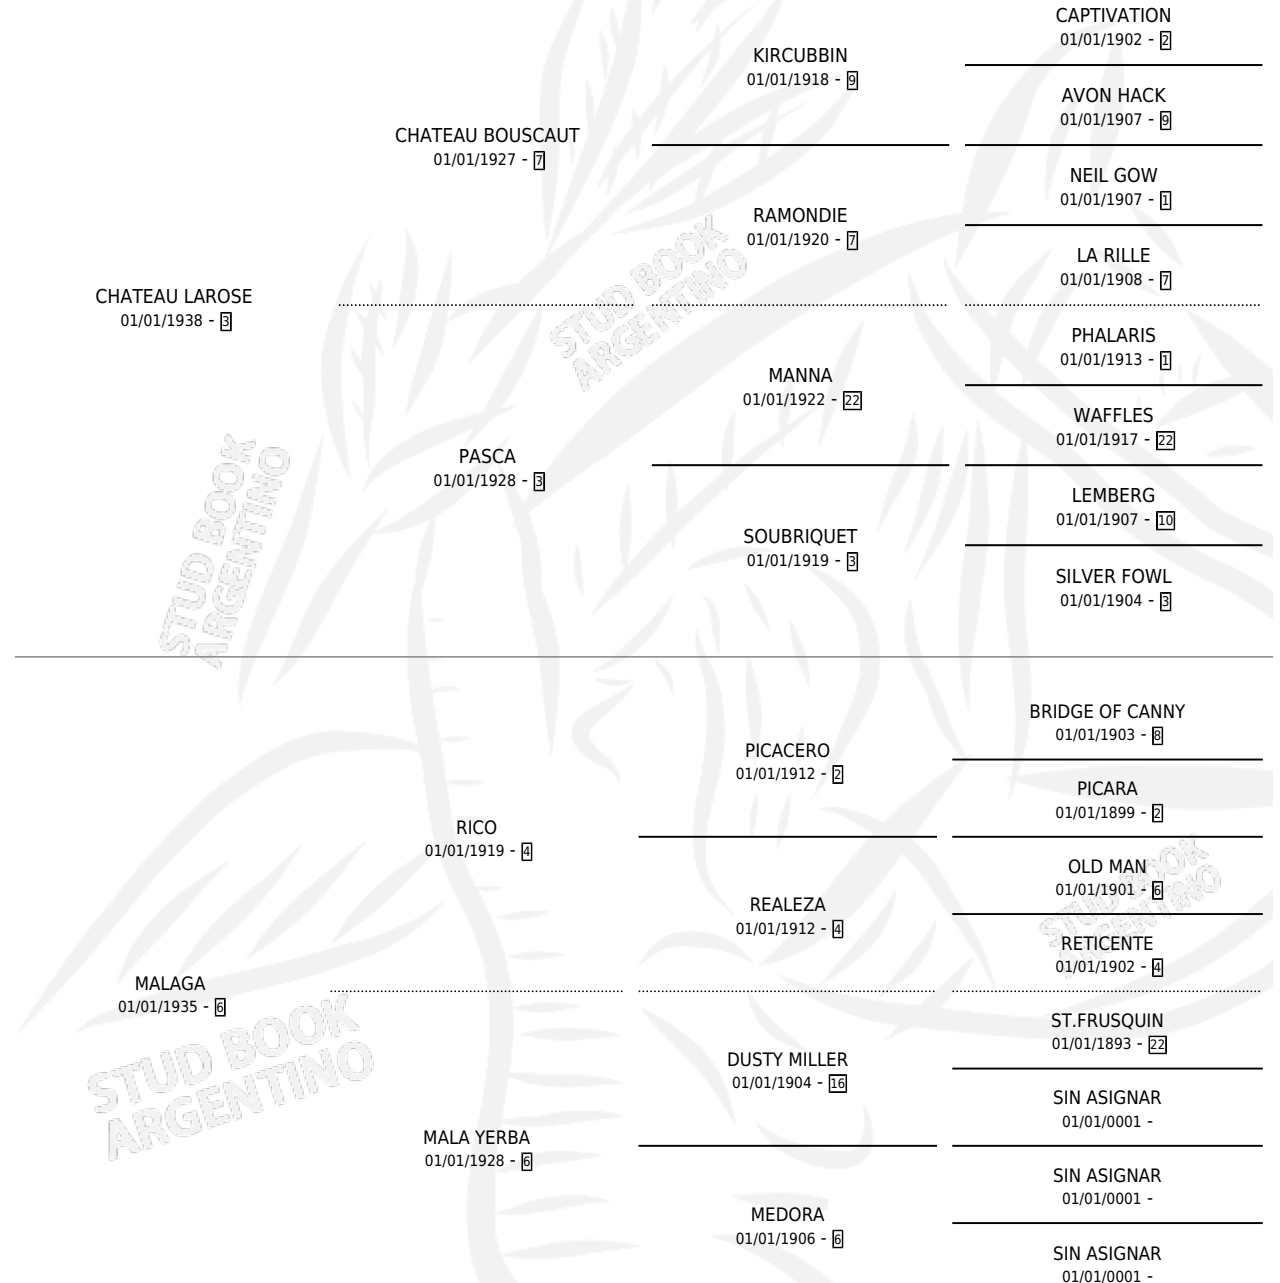 CAPTIVATION
01/01/1902 - 2
KIRCUBBIN
01/01/1918 - 9
AVON HACK
01/01/1907 - 9
CHATEAU BOUSCAUT
01/01/1927 - 7
NEIL GOW
01/01/1907 - 1
RAMONDIE
01/01/1920 - 7
LA RILLE
01/01/1908 - 7
CHATEAU LAROSE
01/01/1938 - 3
PHALARIS
01/01/1913 - 1
MANNA
01/01/1922 - 22
WAFFLES
01/01/1917 - 22
PASCA
01/01/1928 - 3
LEMBERG
01/01/1907 - 10
SOUBRIQUET
01/01/1919 - 3
SILVER FOWL
01/01/1904 - 3
BRIDGE OF CANNY
01/01/1903 - 8
PICACERO
01/01/1912 - 2
PICARA
01/01/1899 - 2
RICO
01/01/1919 - 4
OLD MAN
01/01/1901 - 6
REALEZA
01/01/1912 - 4
RETICENTE
01/01/1902 - 4
MALAGA
01/01/1935 - 6
ST.FRUSQUIN
01/01/1893 - 22
DUSTY MILLER
01/01/1904 - 16
SIN ASIGNAR
01/01/0001 -
MALA YERBA
01/01/1928 - 6
SIN ASIGNAR
01/01/0001 -
MEDORA
01/01/1906 - 6
SIN ASIGNAR
01/01/0001 -
STUD BOOK
ARGENTINO
STUD BOOK
ARGENTINO
STUD BOOK
ARGENTINO
STUD BOOK
ARGENTINO